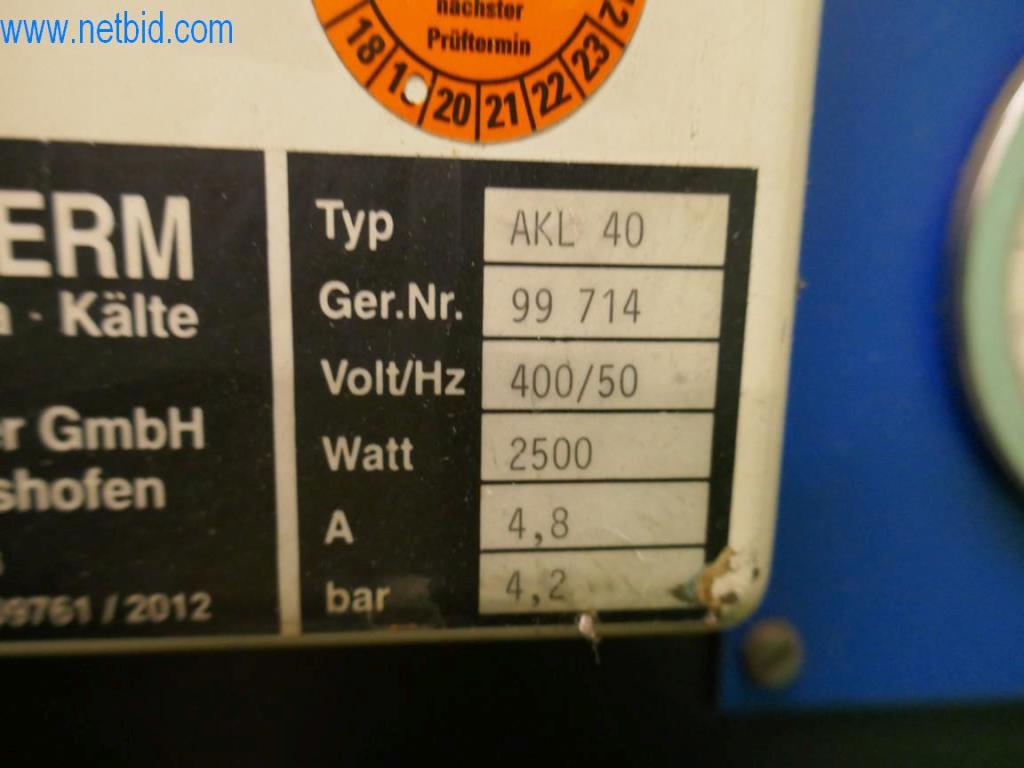 www.netbid.com
nächster
Prüftermin
18 20 21 22 23
ERM
Kälte
GmbH
shofen
09761 / 2012
Typ AKL 40
Ger.Nr. 99 714
Volt/Hz 400/50
Watt 2500
A 4,8
bar 4,2